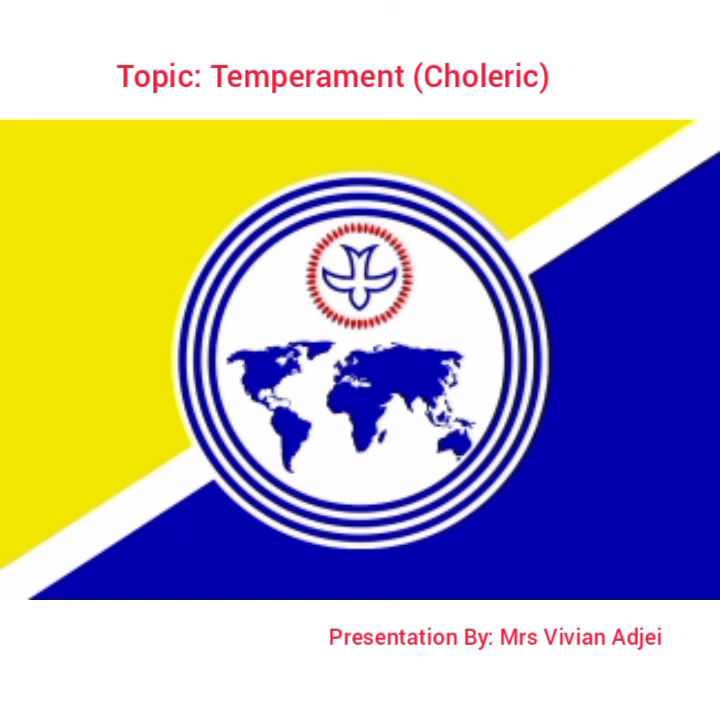 Topic: Temperament (Choleric)
Presentation By: Mrs Vivian Adjei